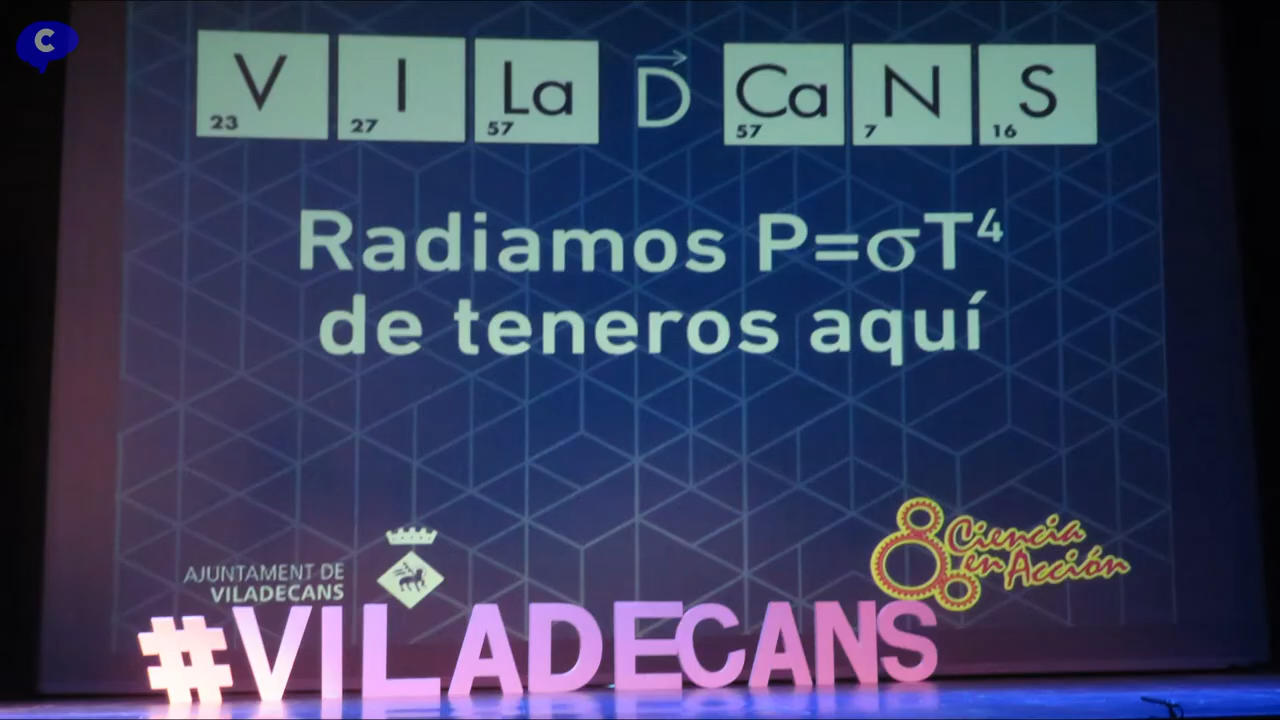 C
V I La D Ca N S
23 27 57 57 7 16
Radiamos P=σT⁴
de teneros aquí
AJUNTAMENT DE
VILADECANS
Ciencia
en Acción
#VILADECANS